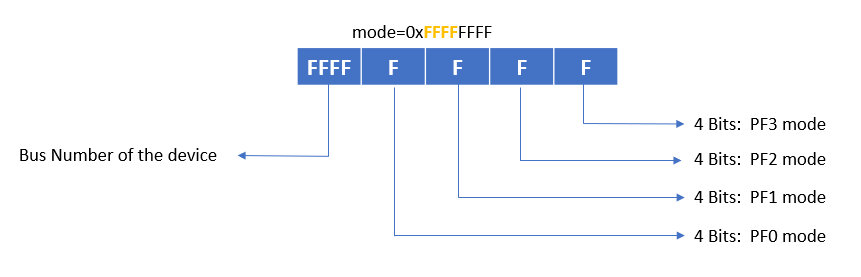 mode=0xFFFFFFFF
FFFF F F F F
4 Bits: PF3 mode
Bus Number of the device
4 Bits: PF2 mode
4 Bits: PF1 mode
4 Bits: PF0 mode